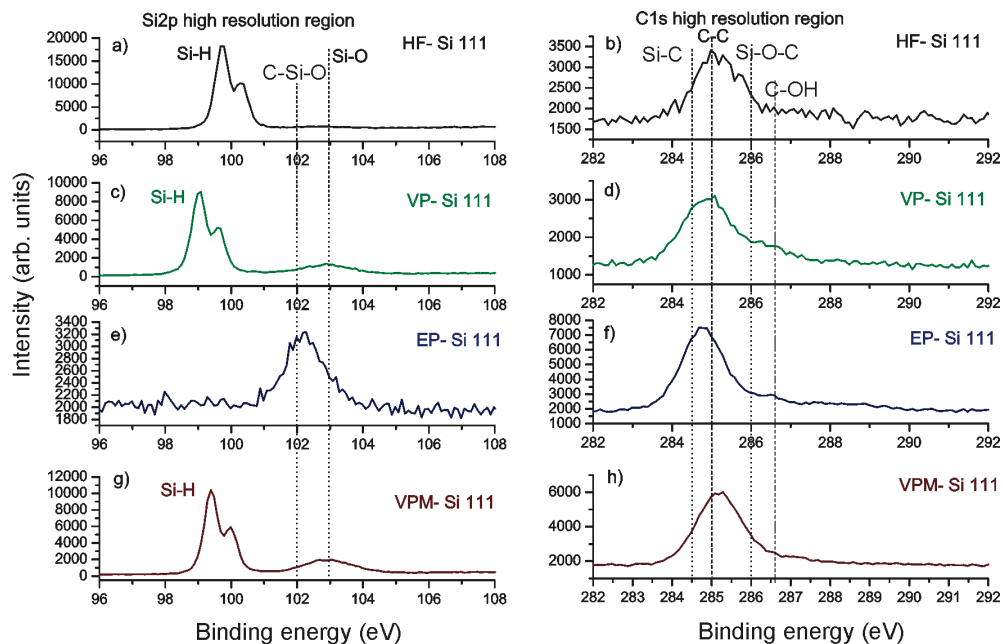 Si2p high resolution region
C1s high resolution region
Intensity (arb. units)
a)
Si-H
C-Si-O
Si-O
HF- Si 111
20000
15000
10000
5000
0
96 98 100 102 104 106 108
b)
Si-C
C-C
Si-O-C
C-OH
HF- Si 111
3500
3000
2500
2000
1500
282 283 284 285 286 287 288 289 290 291 292
c)
Si-H
VP- Si 111
10000
8000
6000
4000
2000
0
96 98 100 102 104 106 108
d)
VP- Si 111
3000
2000
1000
282 284 286 288 290 292
e)
EP- Si 111
3400
3200
3000
2800
2600
2400
2200
2000
1800
96 98 100 102 104 106 108
f)
EP- Si 111
8000
7000
6000
5000
4000
3000
2000
1000
282 284 286 288 290 292
g)
Si-H
VPM- Si 111
12000
10000
8000
6000
4000
2000
0
96 98 100 102 104 106 108
h)
VPM- Si 111
6000
4000
2000
282 283 284 285 286 287 288 289 290 291 292
Binding energy (eV)
Binding energy (eV)